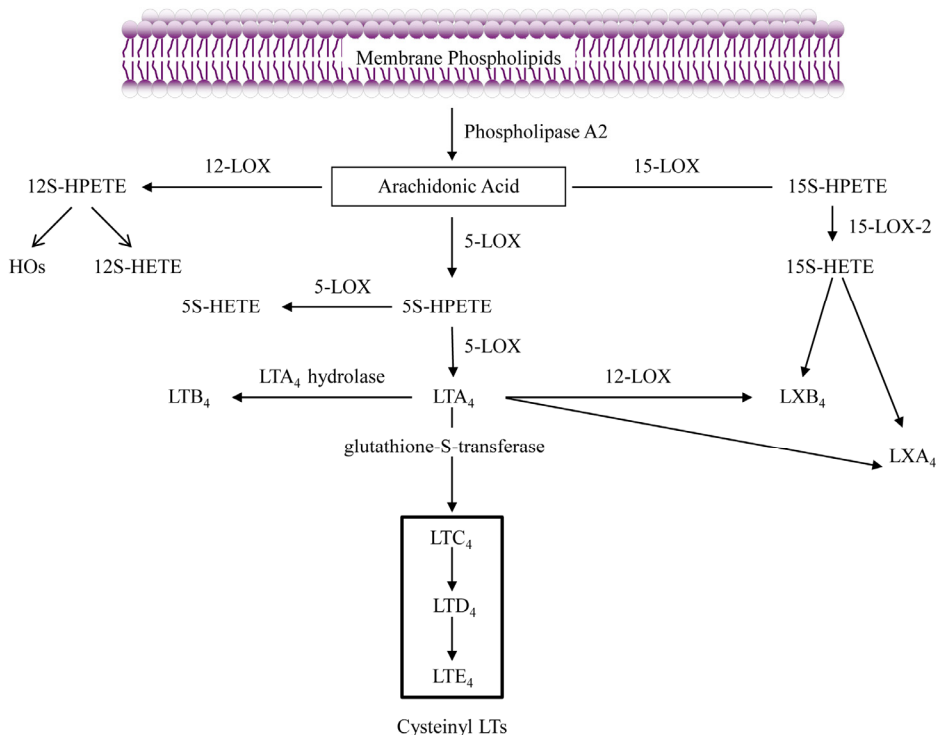 Membrane Phospholipids
Phospholipase A2
12S-HPETE
12-LOX
Arachidonic Acid
15-LOX
15S-HPETE
15-LOX-2
5-LOX
HOs
12S-HETE
15S-HETE
5S-HETE
5-LOX
5S-HPETE
5-LOX
LTB₄
LTA₄ hydrolase
LTA₄
12-LOX
LXB₄
glutathione-S-transferase
LXA₄
LTC₄
LTD₄
LTE₄
Cysteinyl LTs